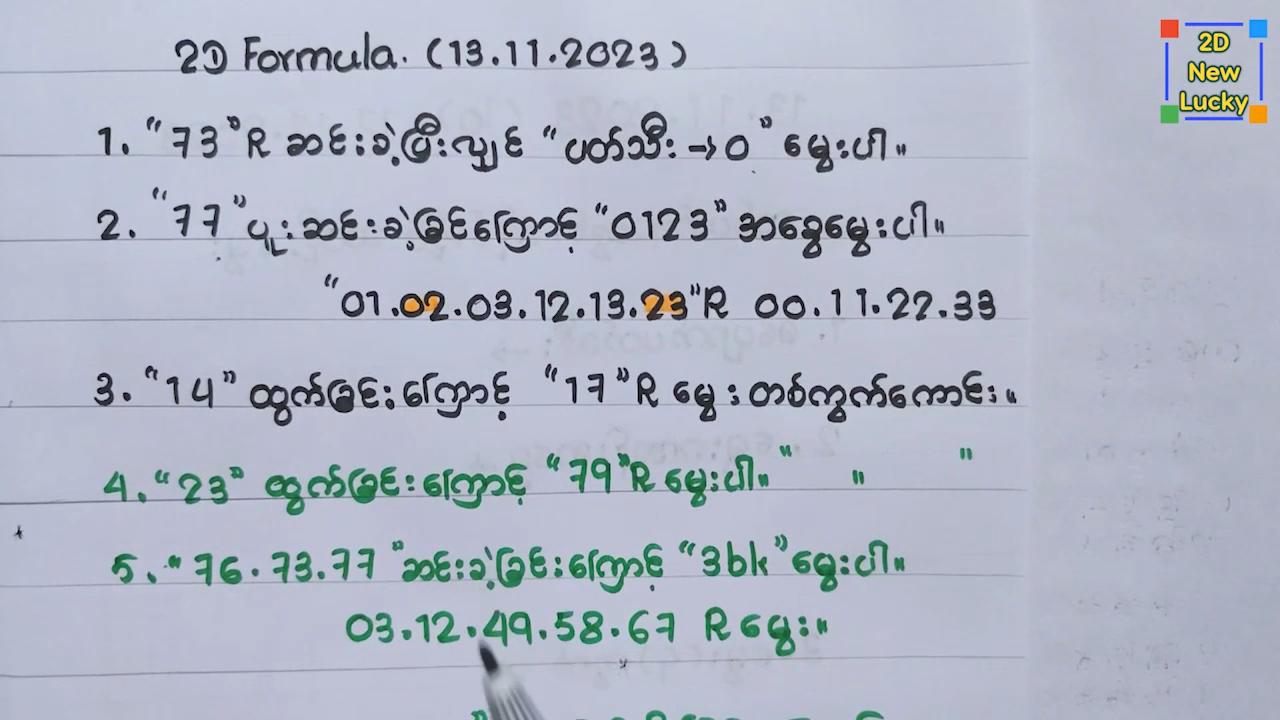 2D Formula. (13.11.2023)
2D
New
Lucky
1. "73"R ဆင်းခဲ့ပြီးလျှင် "ပတ်သီး →0" မွေးပါ။
2. "77" ပူးဆင်းခဲ့ခြင်ကြောင့် "0123" အခွေမွေးပါ။
"01.02.03.12.13.23"R 00.11.22.33
3. "14" ထွက်ခြင်းကြောင့် "17"R မွေးတစ်ကွက်ကောင်း။
4. "23" ထွက်ခြင်းကြောင့် "79"R မွေးပါ။ " " "
5. "76.73.77" ဆင်းခဲ့ခြင်းကြောင့် "3bk" မွေးပါ။
03.12.49.58.67 R မွေး။